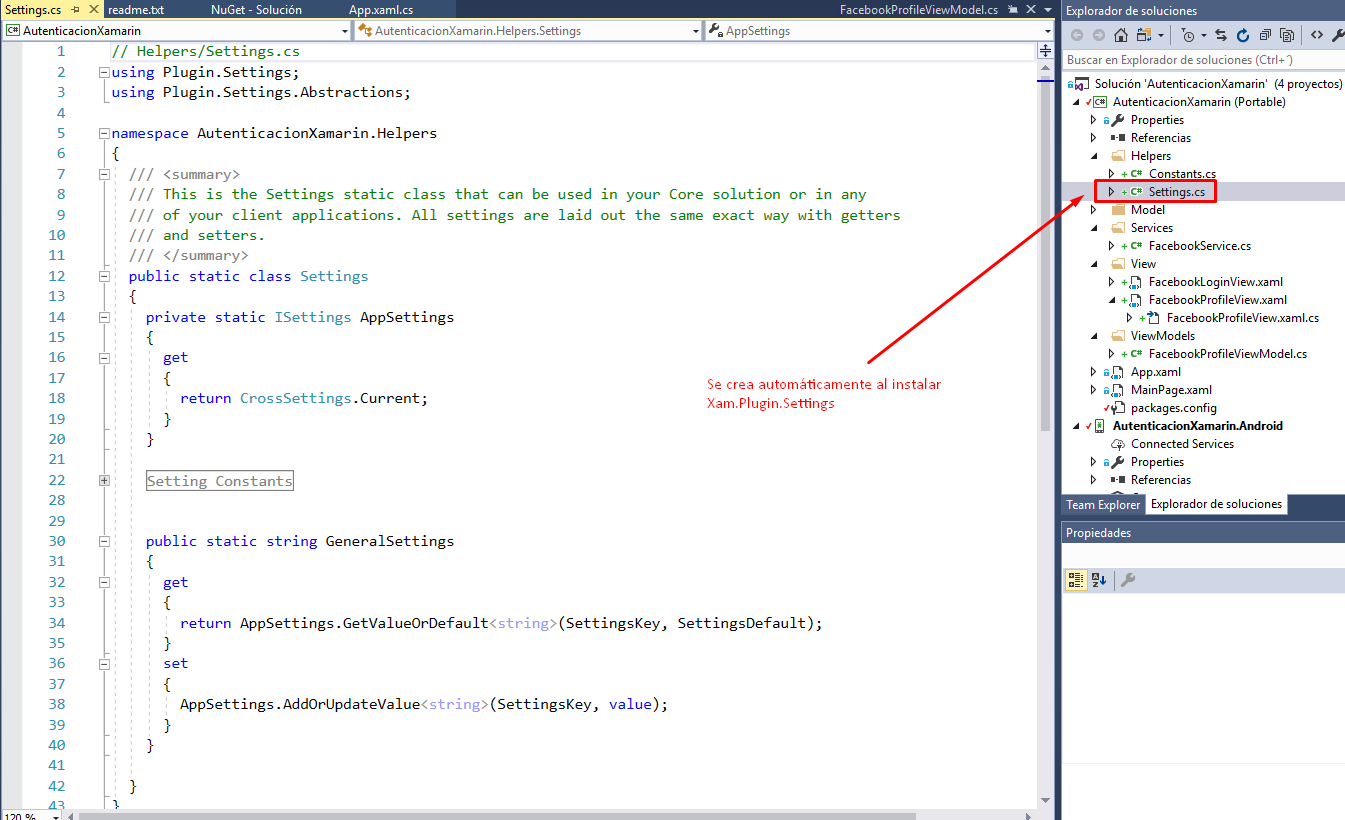 Settings.cs
readme.txt
NuGet - Solución
App.xaml.cs
FacebookProfileViewModel.cs
AutenticacionXamarin
AutenticacionXamarin.Helpers.Settings
AppSettings
1 // Helpers/Settings.cs
2 using Plugin.Settings;
3 using Plugin.Settings.Abstractions;
4
5 namespace AutenticacionXamarin.Helpers
6 {
7 /// <summary>
8 /// This is the Settings static class that can be used in your Core solution or in any
9 /// of your client applications. All settings are laid out the same exact way with getters
10 /// and setters.
11 /// </summary>
12 public static class Settings
13 {
14 private static ISettings AppSettings
15 {
16 get
17 {
18 return CrossSettings.Current;
19 }
20 }
21
22 Setting Constants
28
29
30 public static string GeneralSettings
31 {
32 get
33 {
34 return AppSettings.GetValueOrDefault<string>(SettingsKey, SettingsDefault);
35 }
36 set
37 {
38 AppSettings.AddOrUpdateValue<string>(SettingsKey, value);
39 }
40 }
41
42 }
43 }
120 %
Se crea automáticamente al instalar
Xam.Plugin.Settings
Explorador de soluciones
Buscar en Explorador de soluciones (Ctrl+´)
Solución 'AutenticacionXamarin' (4 proyectos)
C# AutenticacionXamarin (Portable)
Properties
Referencias
Helpers
C# Constants.cs
C# Settings.cs
Model
Services
C# FacebookService.cs
View
FacebookLoginView.xaml
FacebookProfileView.xaml
FacebookProfileView.xaml.cs
ViewModels
C# FacebookProfileViewModel.cs
App.xaml
MainPage.xaml
packages.config
AutenticacionXamarin.Android
Connected Services
Properties
Referencias
Team Explorer
Explorador de soluciones
Propiedades